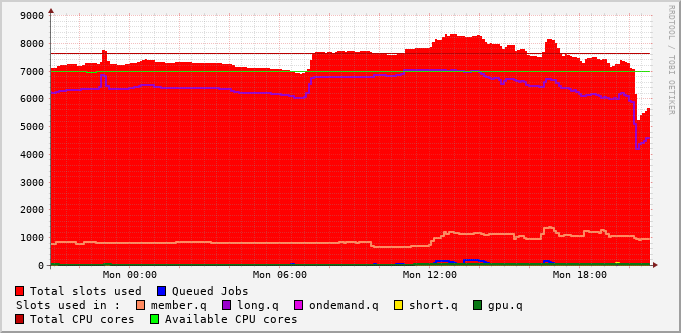 9000
8000
7000
6000
5000
4000
3000
2000
1000
0
Mon 00:00 Mon 06:00 Mon 12:00 Mon 18:00
RRDTOOL / TOBI OETIKER
Total slots used Queued Jobs
Slots used in : member.q long.q ondemand.q short.q gpu.q
Total CPU cores Available CPU cores